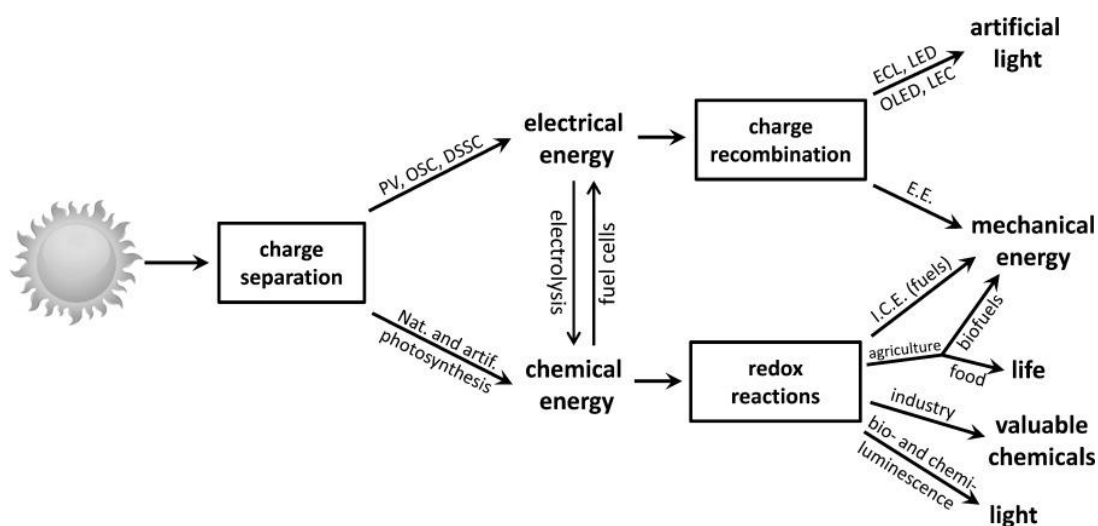 artificial
light
ECL, LED
OLED, LEC
electrical
energy
charge
recombination
PV, OSC, DSSC
E.E.
mechanical
energy
charge
separation
electrolysis
fuel cells
I.C.E. (fuels)
biofuels
agriculture
food
life
Nat. and artif.
photosynthesis
chemical
energy
redox
reactions
industry
valuable
chemicals
bio- and chemi-
luminescence
light